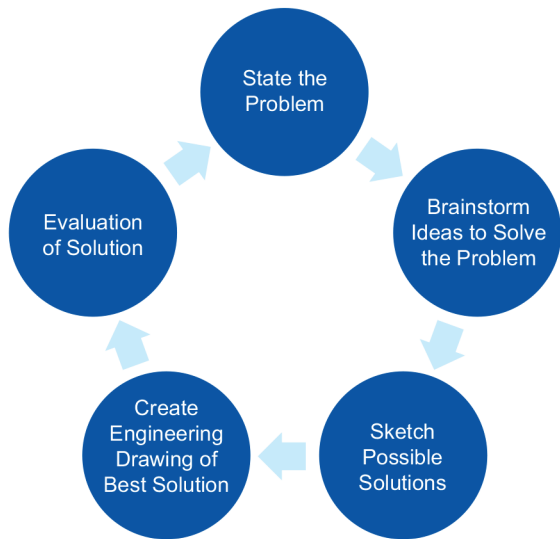 State the
Problem
Brainstorm
Ideas to Solve
the Problem
Sketch
Possible
Solutions
Create
Engineering
Drawing of
Best Solution
Evaluation
of Solution